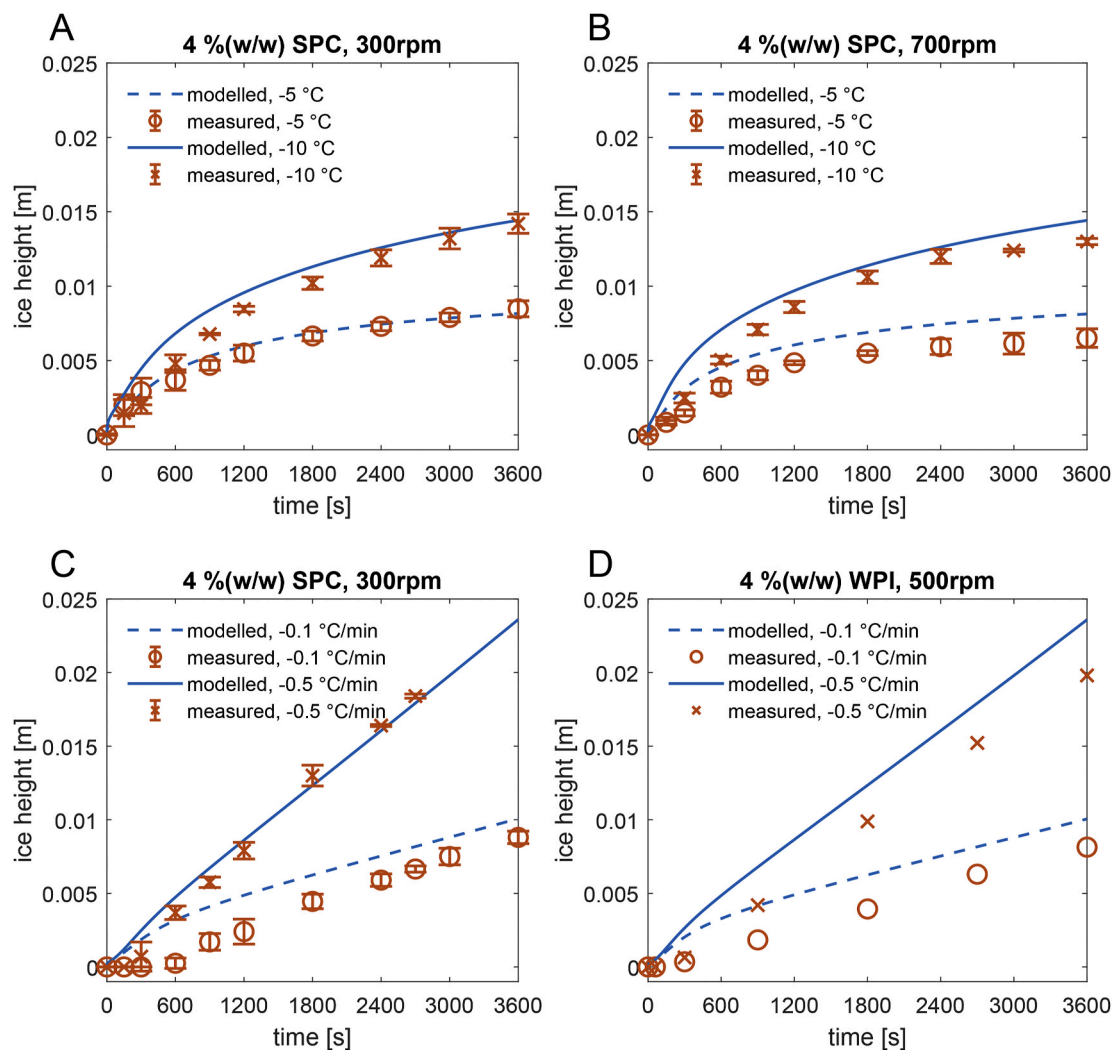 A
4 %(w/w) SPC, 300rpm
0.025
0.02
0.015
0.01
0.005
0
ice height [m]
modelled, -5 °C
measured, -5 °C
modelled, -10 °C
measured, -10 °C
0 600 1200 1800 2400 3000 3600
time [s]
B
4 %(w/w) SPC, 700rpm
0.025
0.02
0.015
0.01
0.005
0
ice height [m]
modelled, -5 °C
measured, -5 °C
modelled, -10 °C
measured, -10 °C
0 600 1200 1800 2400 3000 3600
time [s]
C
4 %(w/w) SPC, 300rpm
0.025
0.02
0.015
0.01
0.005
0
ice height [m]
modelled, -0.1 °C/min
measured, -0.1 °C/min
modelled, -0.5 °C/min
measured, -0.5 °C/min
0 600 1200 1800 2400 3000 3600
time [s]
D
4 %(w/w) WPI, 500rpm
0.025
0.02
0.015
0.01
0.005
0
ice height [m]
modelled, -0.1 °C/min
measured, -0.1 °C/min
modelled, -0.5 °C/min
measured, -0.5 °C/min
0 600 1200 1800 2400 3000 3600
time [s]